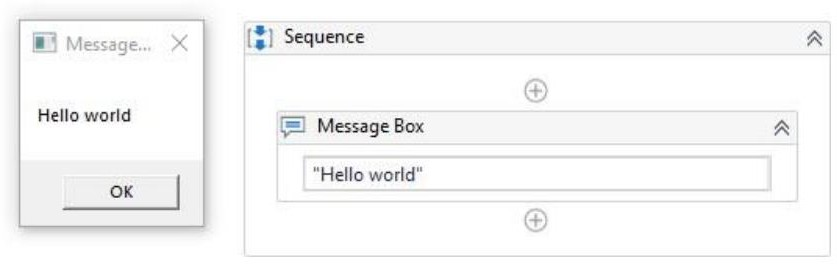 Message...
Hello world
OK
Sequence
Message Box
"Hello world"